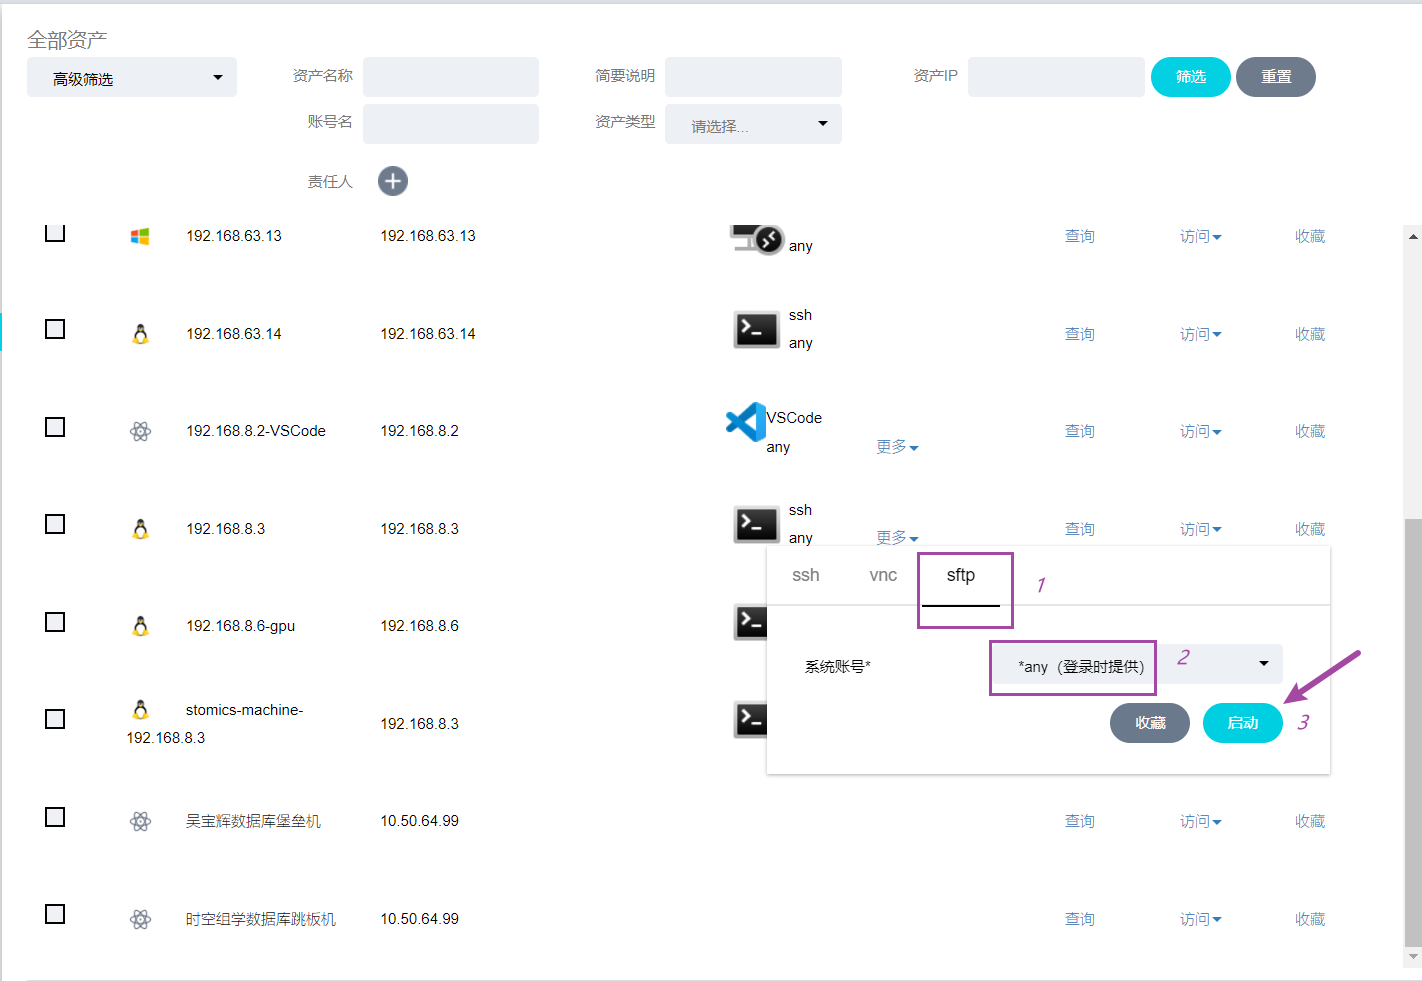 全部资产
高级筛选
资产名称
简要说明
资产IP
筛选
重置
账号名
资产类型
请选择...
责任人
192.168.63.13 192.168.63.13 any 查询 访问 收藏
ssh
192.168.63.14 192.168.63.14 any 查询 访问 收藏
VSCode
192.168.8.2-VSCode 192.168.8.2 any 更多 查询 访问 收藏
ssh
192.168.8.3 192.168.8.3 any 更多 查询 访问 收藏
ssh vnc sftp 1
192.168.8.6-gpu 192.168.8.6
系统账号* *any（登录时提供） 2
stomics-machine-
192.168.8.3 192.168.8.3
收藏 启动 3
吴宝辉数据库堡垒机 10.50.64.99 查询 访问 收藏
时空组学数据库跳板机 10.50.64.99 查询 访问 收藏